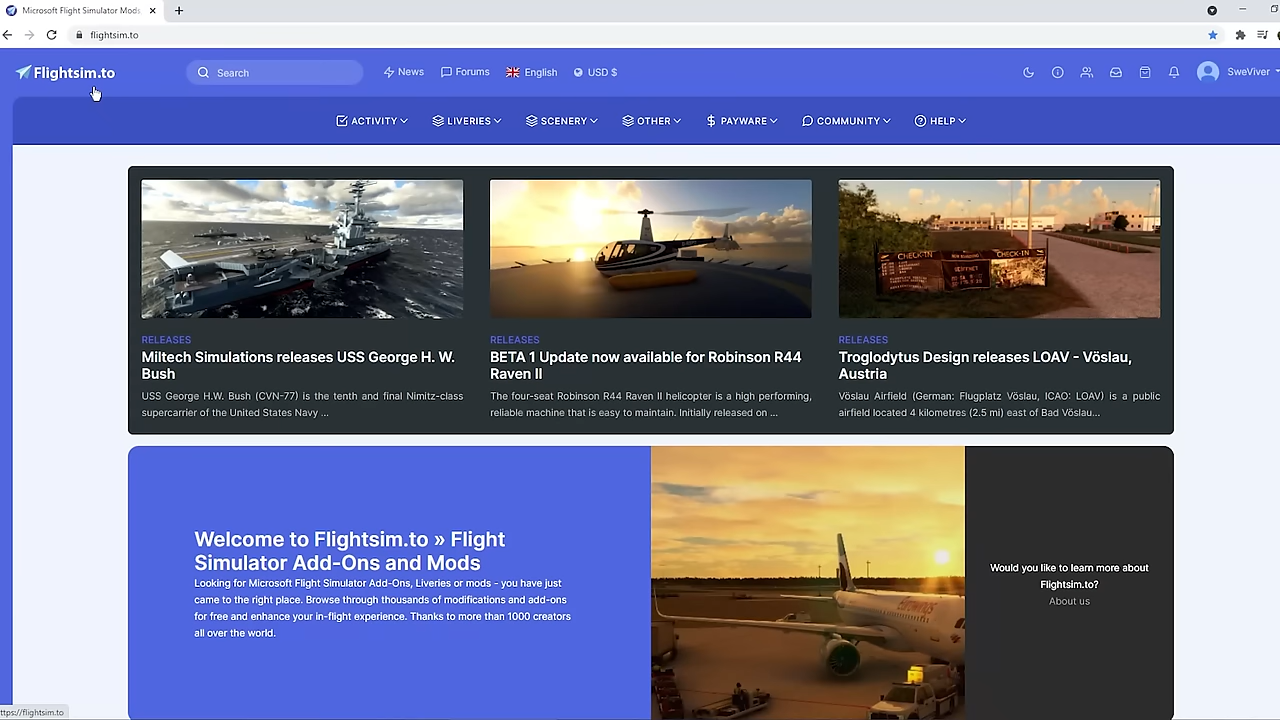 Microsoft Flight Simulator Mods
flightsim.to
Flightsim.to
Search
News
Forums
English
USD $
SweViver
ACTIVITY
LIVERIES
SCENERY
OTHER
PAYWARE
COMMUNITY
HELP
CHECK-IN
CHECK-IN
RELEASES
Miltech Simulations releases USS George H. W.
Bush
USS George H.W. Bush (CVN-77) is the tenth and final Nimitz-class
supercarrier of the United States Navy ...
RELEASES
BETA 1 Update now available for Robinson R44
Raven II
The four-seat Robinson R44 Raven II helicopter is a high performing,
reliable machine that is easy to maintain. Initially released on ...
RELEASES
Troglodytus Design releases LOAV - Vöslau,
Austria
Vöslau Airfield (German: Flugplatz Vöslau, ICAO: LOAV) is a public
airfield located 4 kilometres (2.5 mi) east of Bad Vöslau...
Welcome to Flightsim.to » Flight
Simulator Add-Ons and Mods
Looking for Microsoft Flight Simulator Add-Ons, Liveries or mods - you have just
came to the right place. Browse through thousands of modifications and add-ons
for free and enhance your in-flight experience. Thanks to more than 1000 creators
all over the world.
Would you like to learn more about
Flightsim.to?
About us
ttps://flightsim.to